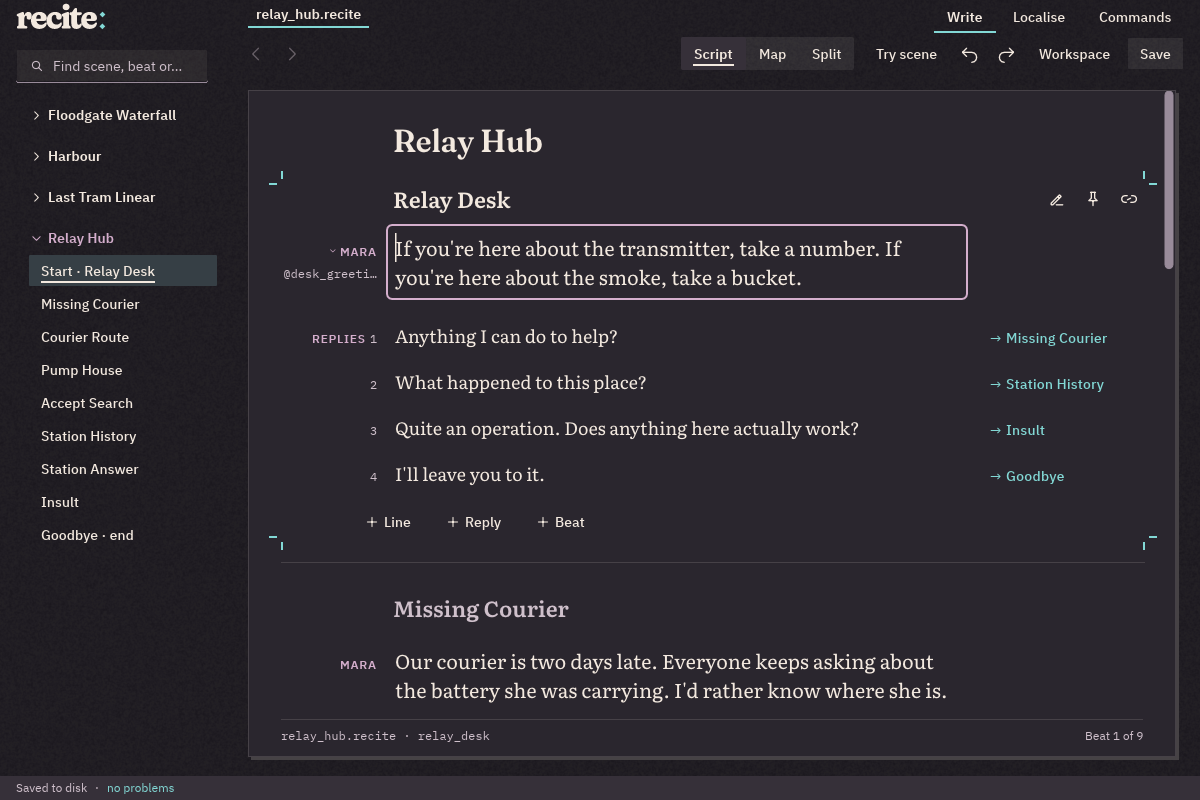 recite:
relay_hub.recite
Write
Localise
Commands
Find scene, beat or...
Script
Map
Split
Try scene
Workspace
Save
Floodgate Waterfall
Harbour
Last Tram Linear
Relay Hub
Start · Relay Desk
Missing Courier
Courier Route
Pump House
Accept Search
Station History
Station Answer
Insult
Goodbye · end
Relay Hub
Relay Desk
MARA
@desk_greeti…
If you're here about the transmitter, take a number. If
you're here about the smoke, take a bucket.
REPLIES 1 Anything I can do to help? → Missing Courier
2 What happened to this place? → Station History
3 Quite an operation. Does anything here actually work? → Insult
4 I'll leave you to it. → Goodbye
+ Line + Reply + Beat
Missing Courier
MARA
Our courier is two days late. Everyone keeps asking about
the battery she was carrying. I'd rather know where she is.
relay_hub.recite · relay_desk
Beat 1 of 9
Saved to disk · no problems